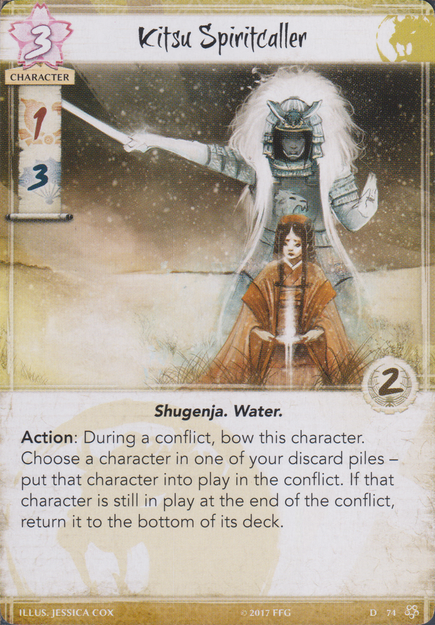 3
Kitsu Spiritcaller
CHARACTER
1
3
2
Shugenja. Water.
Action: During a conflict, bow this character.
Choose a character in one of your discard piles –
put that character into play in the conflict. If that
character is still in play at the end of the conflict,
return it to the bottom of its deck.
ILLUS. JESSICA COX © 2017 FFG D 74